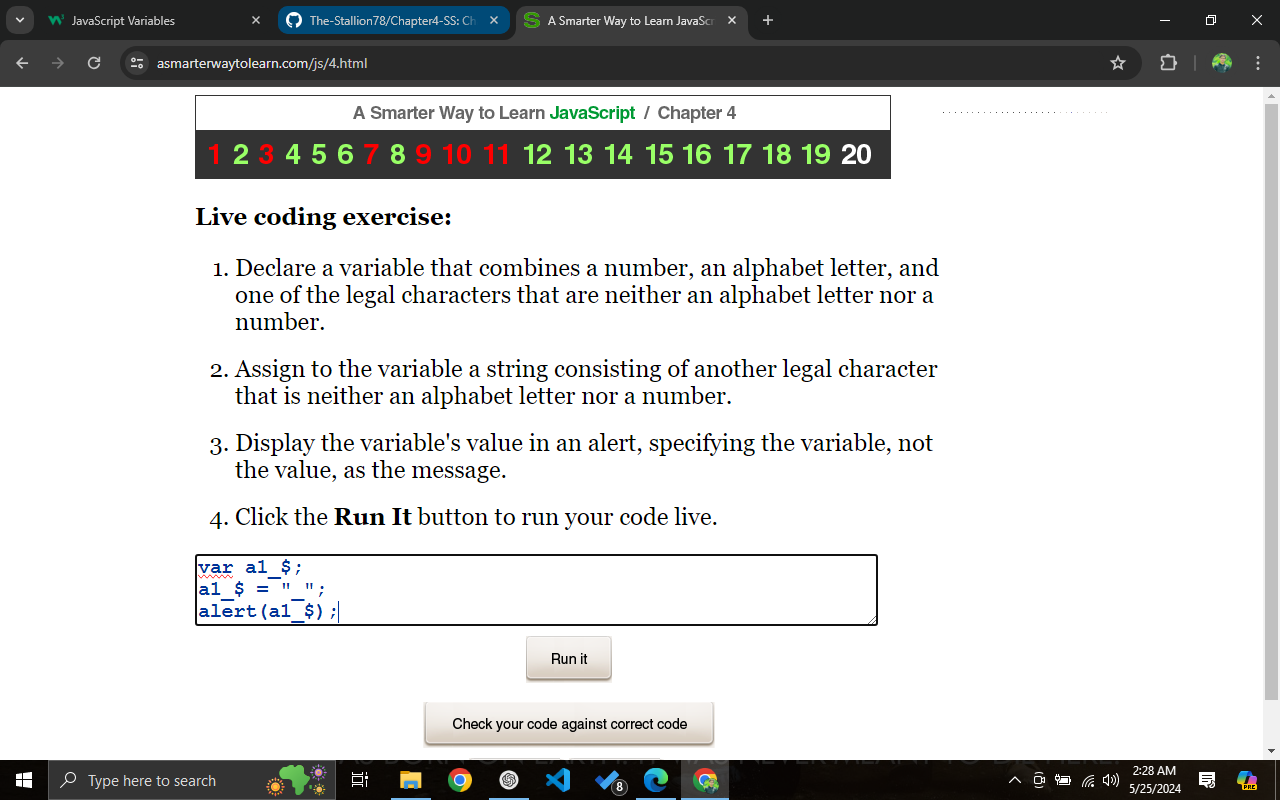 JavaScript Variables
The-Stallion78/Chapter4-SS: Ch
A Smarter Way to Learn JavaScr
asmarterwaytolearn.com/js/4.html
A Smarter Way to Learn JavaScript / Chapter 4
1 2 3 4 5 6 7 8 9 10 11 12 13 14 15 16 17 18 19 20
Live coding exercise:
1. Declare a variable that combines a number, an alphabet letter, and
one of the legal characters that are neither an alphabet letter nor a
number.
2. Assign to the variable a string consisting of another legal character
that is neither an alphabet letter nor a number.
3. Display the variable's value in an alert, specifying the variable, not
the value, as the message.
4. Click the Run It button to run your code live.
var a1_$;
a1_$ = "_";
alert(a1_$);
Run it
Check your code against correct code
Type here to search
8
2:28 AM
5/25/2024
PRE